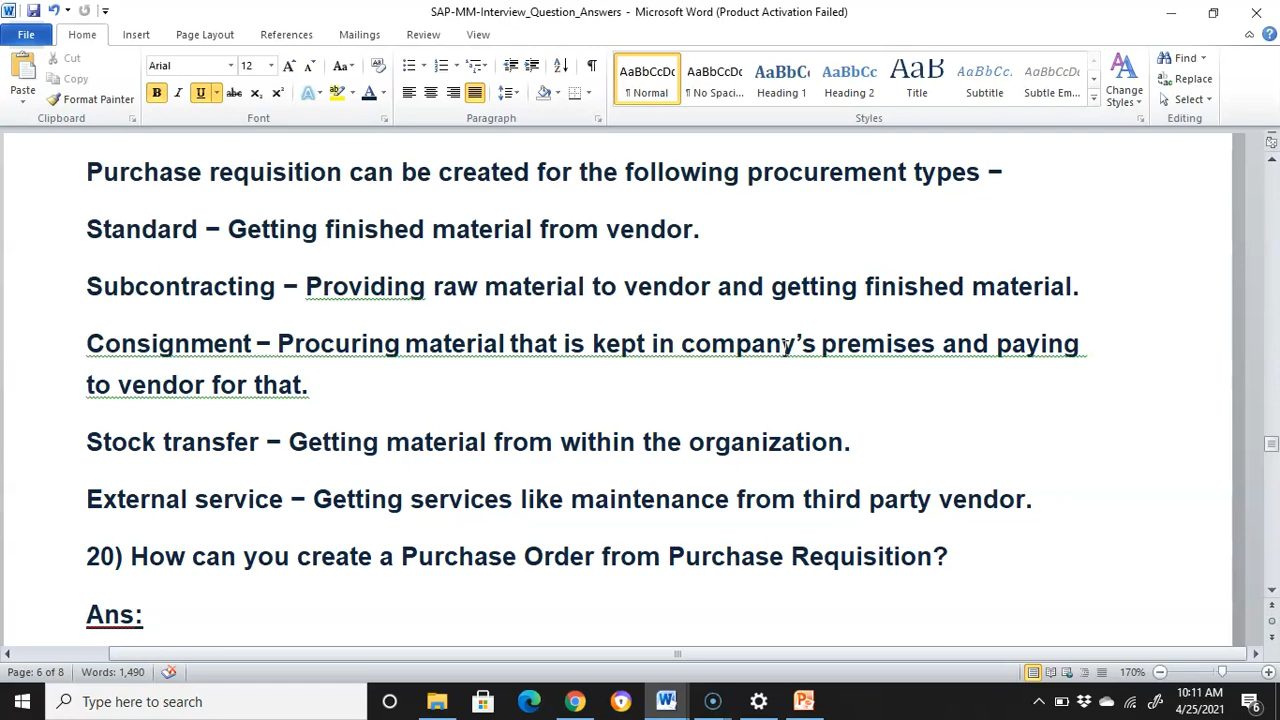 SAP-MM-Interview_Question_Answers - Microsoft Word (Product Activation Failed)
File Home Insert Page Layout References Mailings Review View
Paste Cut Copy Format Painter
Arial 12 Aa
B I U abc X₂ X² A A
AaBbCcDc AaBbCcDc AaBbC AaBbCc AaB AaBbCcD AaBbCcDc
¶ Normal ¶ No Spaci... Heading 1 Heading 2 Title Subtitle Subtle Em...
Change Styles
Find Replace Select
Clipboard Font Paragraph Styles Editing
Purchase requisition can be created for the following procurement types −
Standard − Getting finished material from vendor.
Subcontracting − Providing raw material to vendor and getting finished material.
Consignment − Procuring material that is kept in company’s premises and paying
to vendor for that.
Stock transfer − Getting material from within the organization.
External service − Getting services like maintenance from third party vendor.
20) How can you create a Purchase Order from Purchase Requisition?
Ans:
Page: 6 of 8 Words: 1,490 170%
Type here to search
10:11 AM
4/25/2021
6